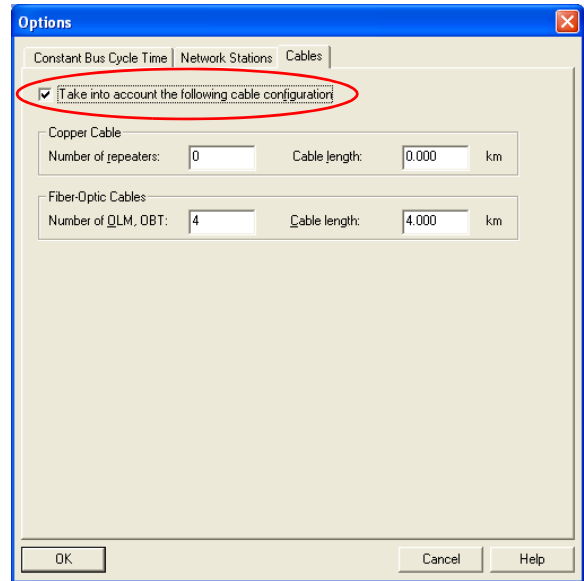 Options
Constant Bus Cycle Time Network Stations Cables
Take into account the following cable configuration
Copper Cable
Number of repeaters: 0 Cable length: 0.000 km
Fiber-Optic Cables
Number of OLM, OBT: 4 Cable length: 4.000 km
OK Cancel Help